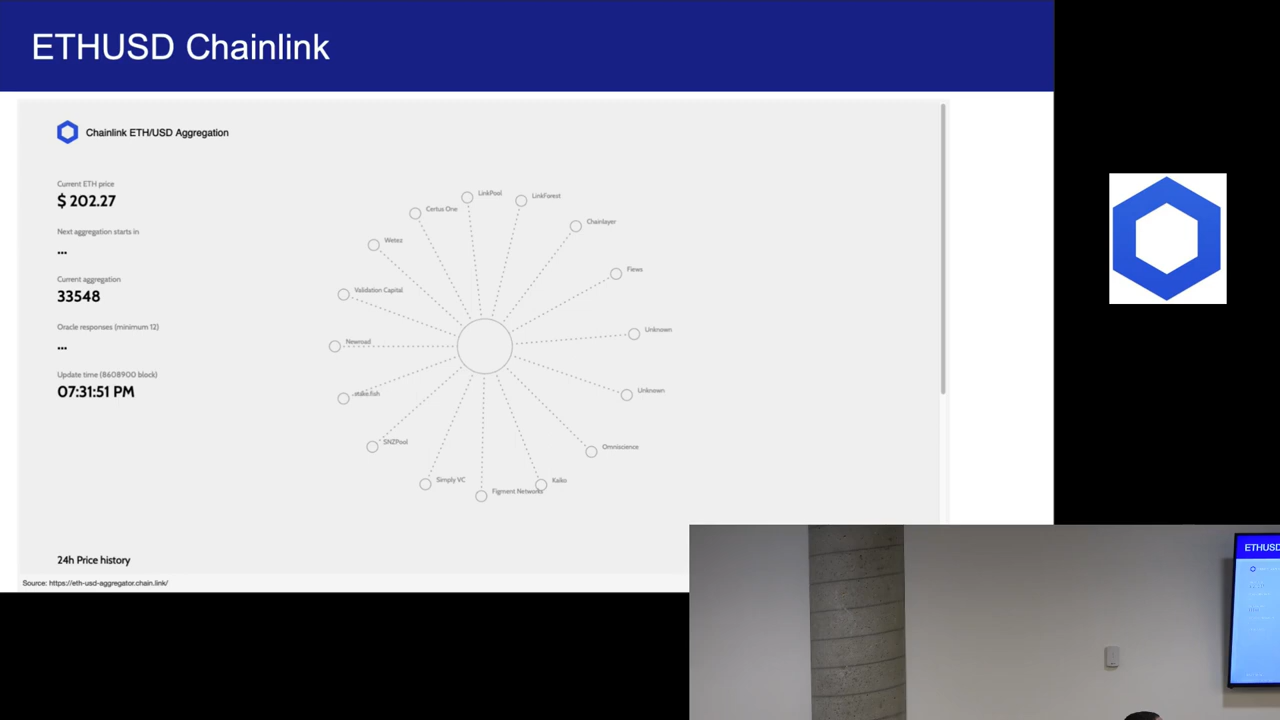 ETHUSD Chainlink
Chainlink ETH/USD Aggregation
Current ETH price
$ 202.27
Next aggregation starts in
...
Current aggregation
33548
Oracle responses (minimum 12)
...
Update time (8608900 block)
07:31:51 PM
LinkPool
LinkForest
Certus One
Chainlayer
Wetez
Fiews
Validation Capital
Unknown
Newroad
Unknown
stake.fish
SNZPool
Omniscience
Simply VC
Kaiko
Figment Networks
24h Price history
Source: https://eth-usd-aggregator.chain.link/
ETHUSD